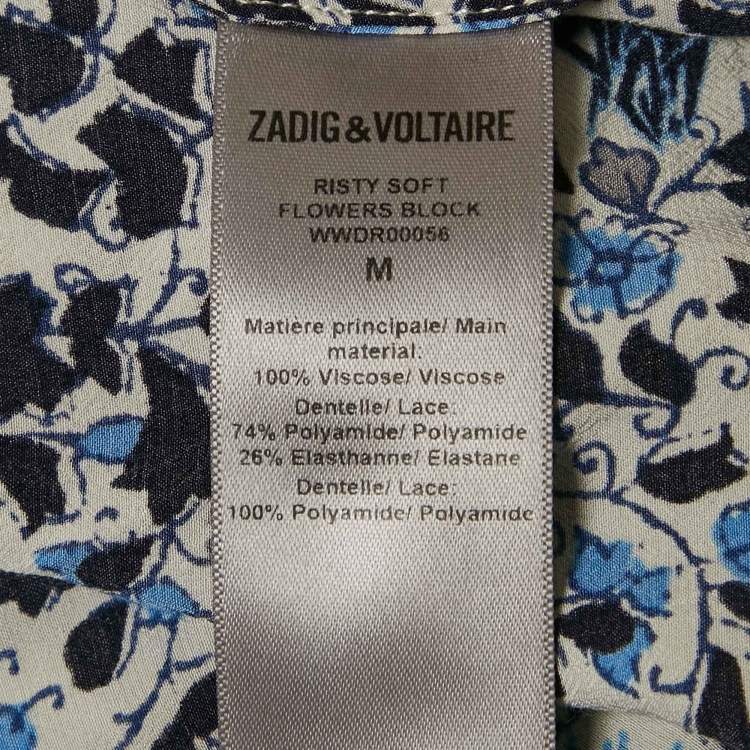 ZADIG&VOLTAIRE
RISTY SOFT
FLOWERS BLOCK
WWDR00056
M
Matière principale/ Main
material:
100% Viscose/ Viscose
Dentelle/ Lace:
74% Polyamide/ Polyamide
26% Elasthanne/ Elastane
Dentelle/ Lace:
100% Polyamide/ Polyamide